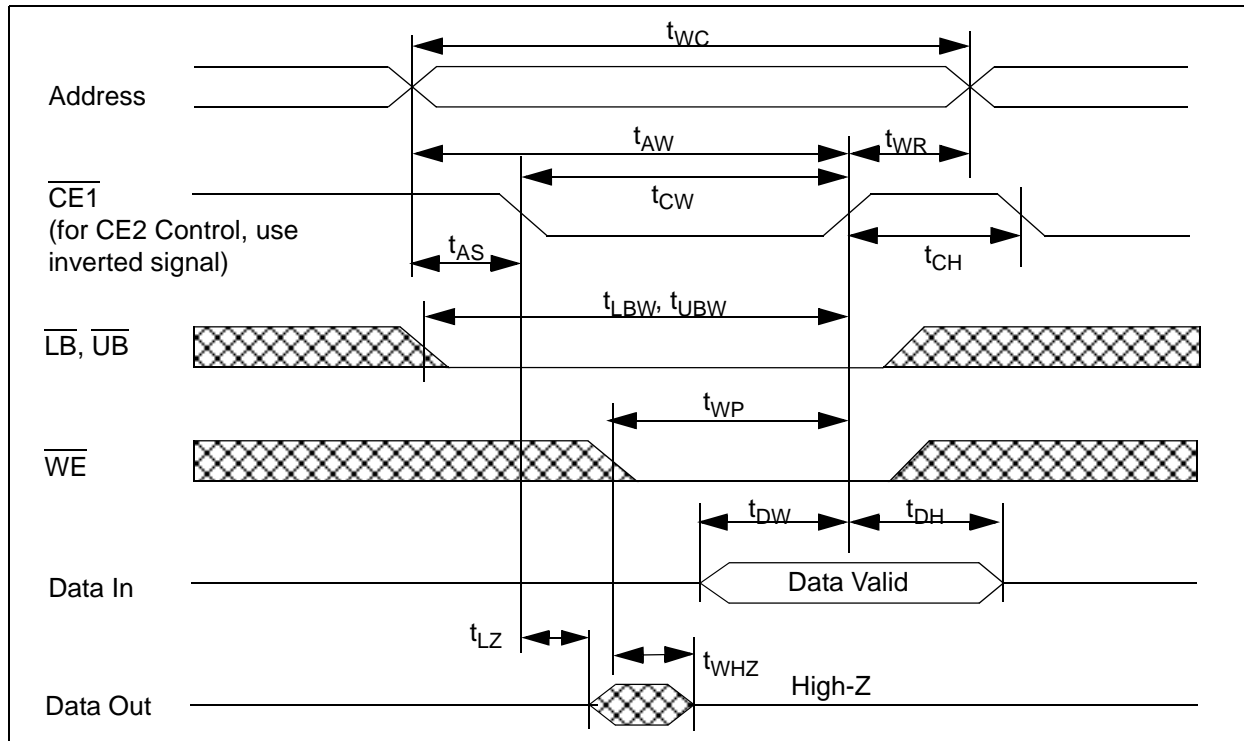 tWC
Address
tAW
tWR
CE1
(for CE2 Control, use
inverted signal)
tCW
tAS
tCH
tLBW, tUBW
LB, UB
tWP
WE
tDW
tDH
Data In
Data Valid
tLZ
tWHZ
Data Out
High-Z